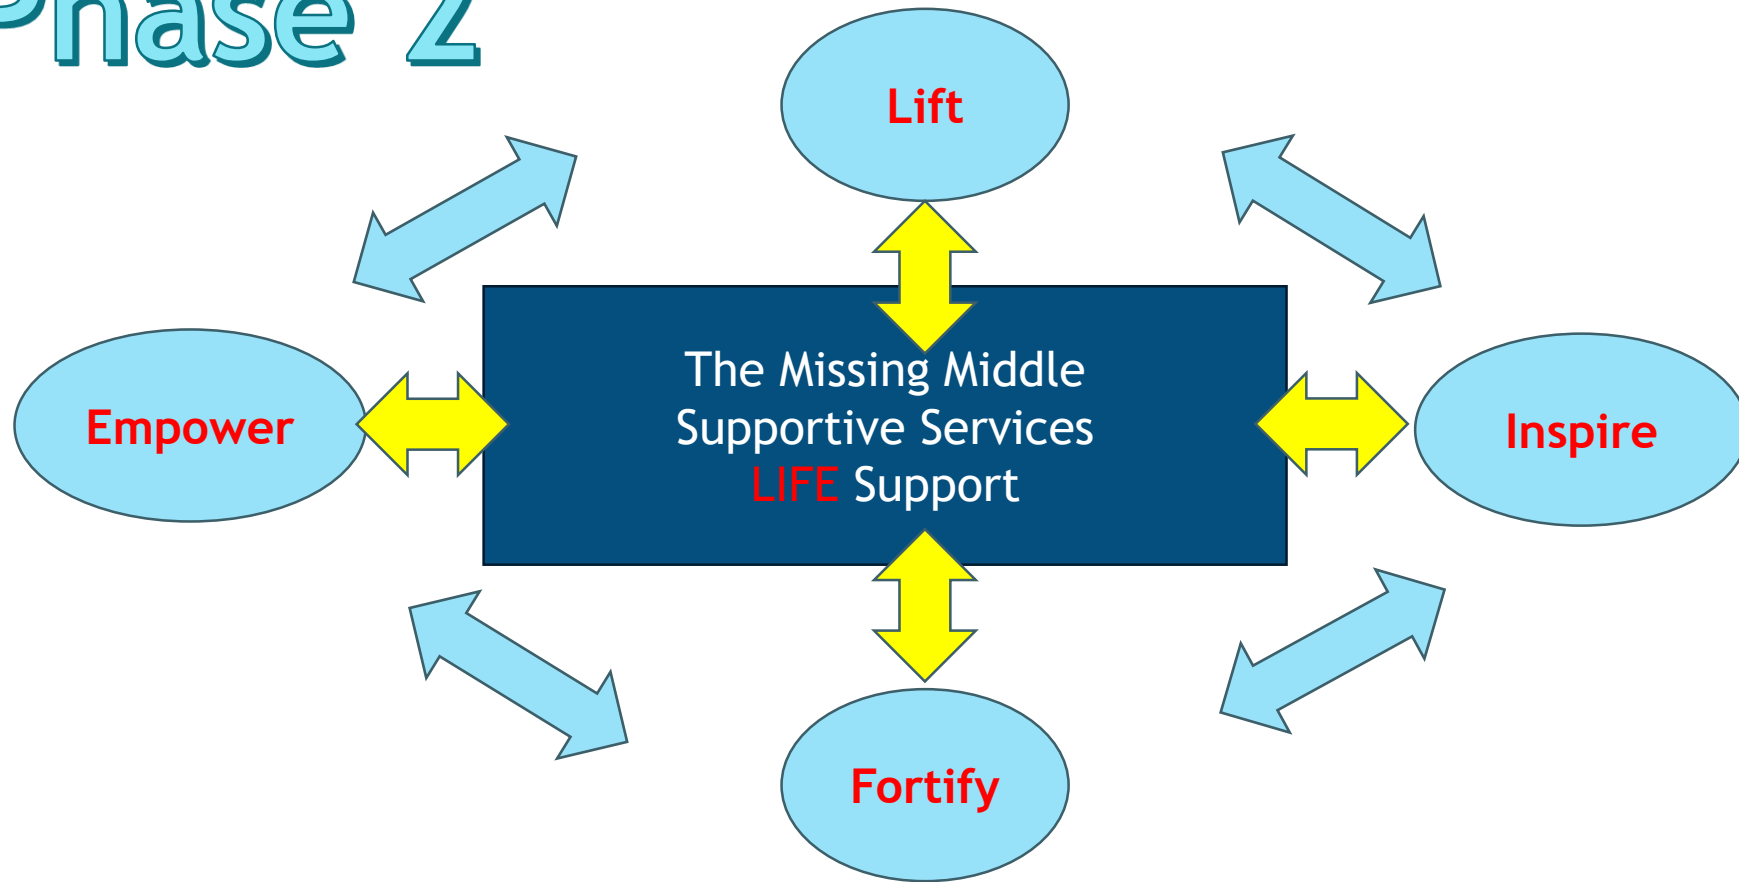 Phase 2
Lift
The Missing Middle
Supportive Services
LIFE Support
Empower
Inspire
Fortify